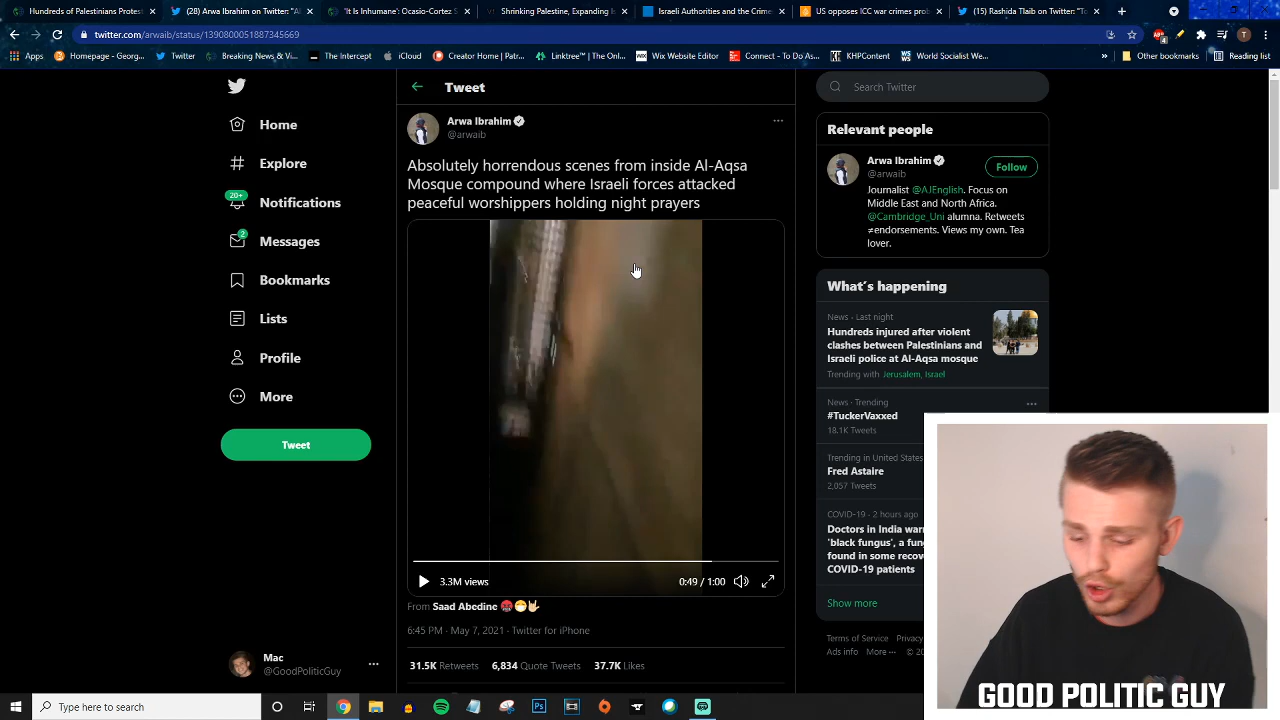 Hundreds of Palestinians Protest
(28) Arwa Ibrahim on Twitter: "Al
'It Is Inhumane': Ocasio-Cortez S
Shrinking Palestine, Expanding I
Israeli Authorities and the Crime
US opposes ICC war crimes prob
(15) Rashida Tlaib on Twitter: "To
twitter.com/arwaib/status/1390800051887345669
Apps
Homepage - Georg...
Twitter
Breaking News & Vi...
The Intercept
iCloud
Creator Home | Patr...
Linktree™ | The Onl...
Wix Website Editor
Connect - To Do As...
KHPContent
World Socialist We...
Other bookmarks
Reading list
Home
Explore
20+
Notifications
2
Messages
Bookmarks
Lists
Profile
More
Tweet
Mac
@GoodPoliticGuy
Tweet
Arwa Ibrahim
@arwaib
Absolutely horrendous scenes from inside Al-Aqsa
Mosque compound where Israeli forces attacked
peaceful worshippers holding night prayers
3.3M views
0:49 / 1:00
From Saad Abedine
6:45 PM · May 7, 2021 · Twitter for iPhone
31.5K Retweets 6,834 Quote Tweets 37.7K Likes
Search Twitter
Relevant people
Arwa Ibrahim
@arwaib
Follow
Journalist @AJEnglish. Focus on
Middle East and North Africa.
@Cambridge_Uni alumna. Retweets
≠endorsements. Views my own. Tea
lover.
What's happening
News · Last night
Hundreds injured after violent
clashes between Palestinians and
Israeli police at Al-Aqsa mosque
Trending with Jerusalem, Israel
News · Trending
#TuckerVaxxed
18.1K Tweets
Trending in United States
Fred Astaire
2,057 Tweets
COVID-19 · 2 hours ago
Doctors in India war
'black fungus', a fun
found in some recov
COVID-19 patients
Show more
Terms of Service Privacy
Ads info More ··· © 20
GOOD POLITIC GUY
Type here to search